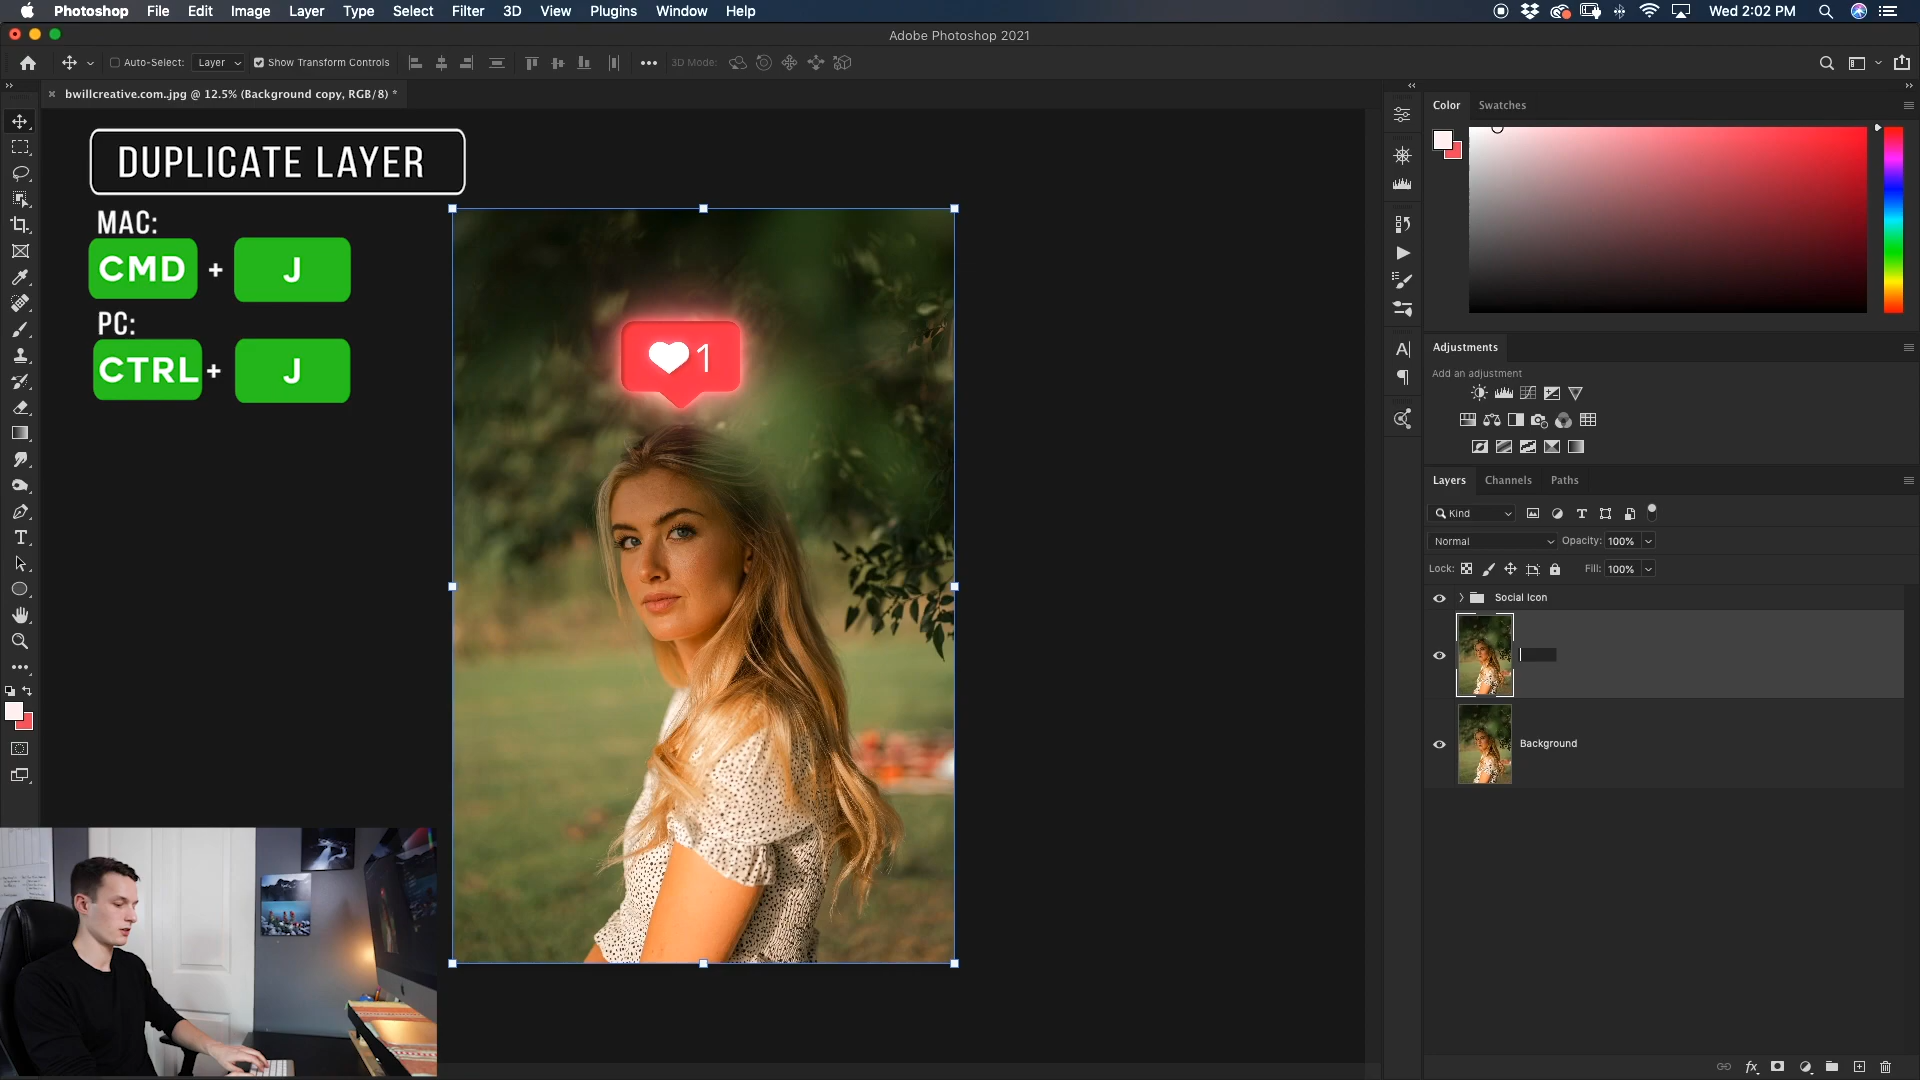 Photoshop File Edit Image Layer Type Select Filter 3D View Plugins Window Help
Wed 2:02 PM
Adobe Photoshop 2021
Auto-Select: Layer Show Transform Controls
3D Mode:
bwillcreative.com..jpg @ 12.5% (Background copy, RGB/8) *
DUPLICATE LAYER
MAC:
CMD + J
PC:
CTRL + J
1
Color Swatches
Adjustments
Add an adjustment
Layers Channels Paths
Kind
Normal Opacity: 100%
Lock: Fill: 100%
Social Icon
Background